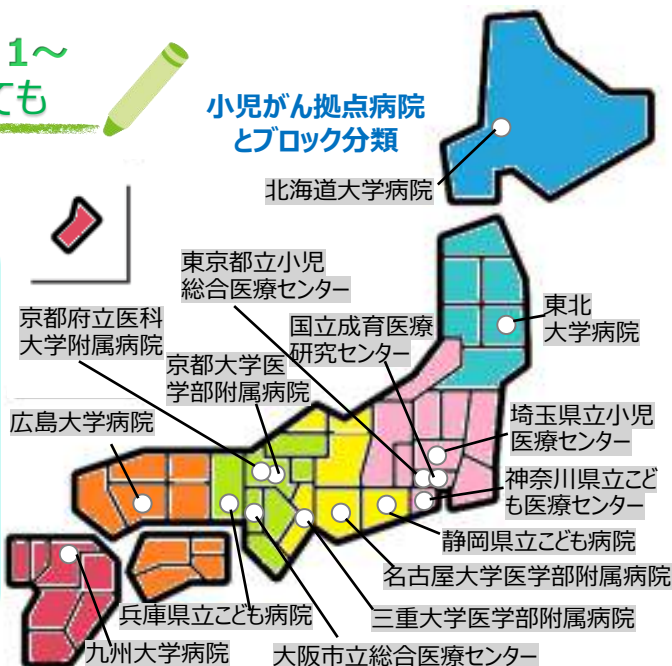 1～
ても
小児がん拠点病院
とブロック分類
北海道大学病院
東京都立小児
総合医療センター
東北
大学病院
京都府立医科
大学附属病院
国立成育医療
研究センター
京都大学医
学部附属病院
広島大学病院
埼玉県立小児
医療センター
神奈川県立こど
も医療センター
静岡県立こども病院
名古屋大学医学部附属病院
兵庫県立こども病院
三重大学医学部附属病院
九州大学病院
大阪市立総合医療センター